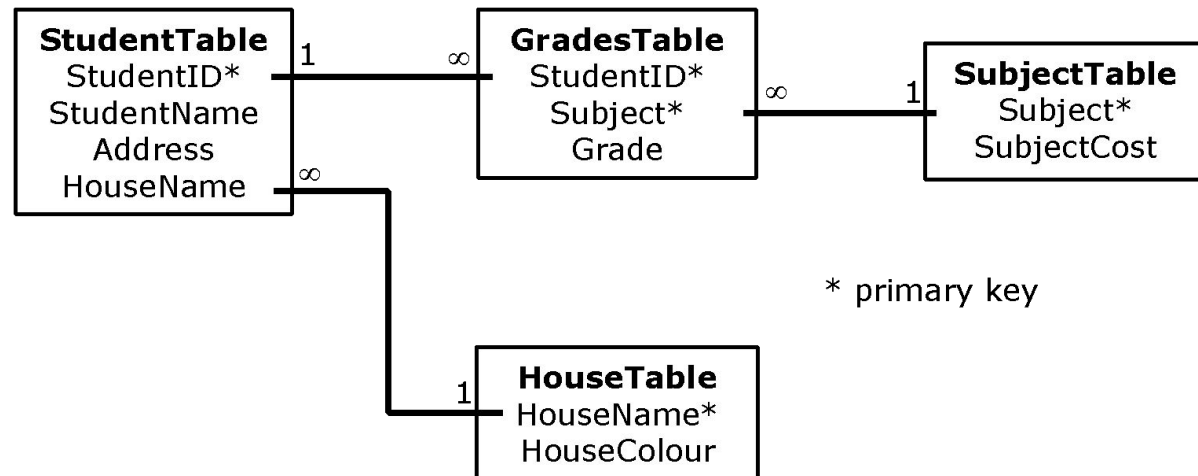 StudentTable
StudentID*
StudentName
Address
HouseName
1
∞
∞
GradesTable
StudentID*
Subject*
Grade
∞
1
SubjectTable
Subject*
SubjectCost
* primary key
1
HouseTable
HouseName*
HouseColour